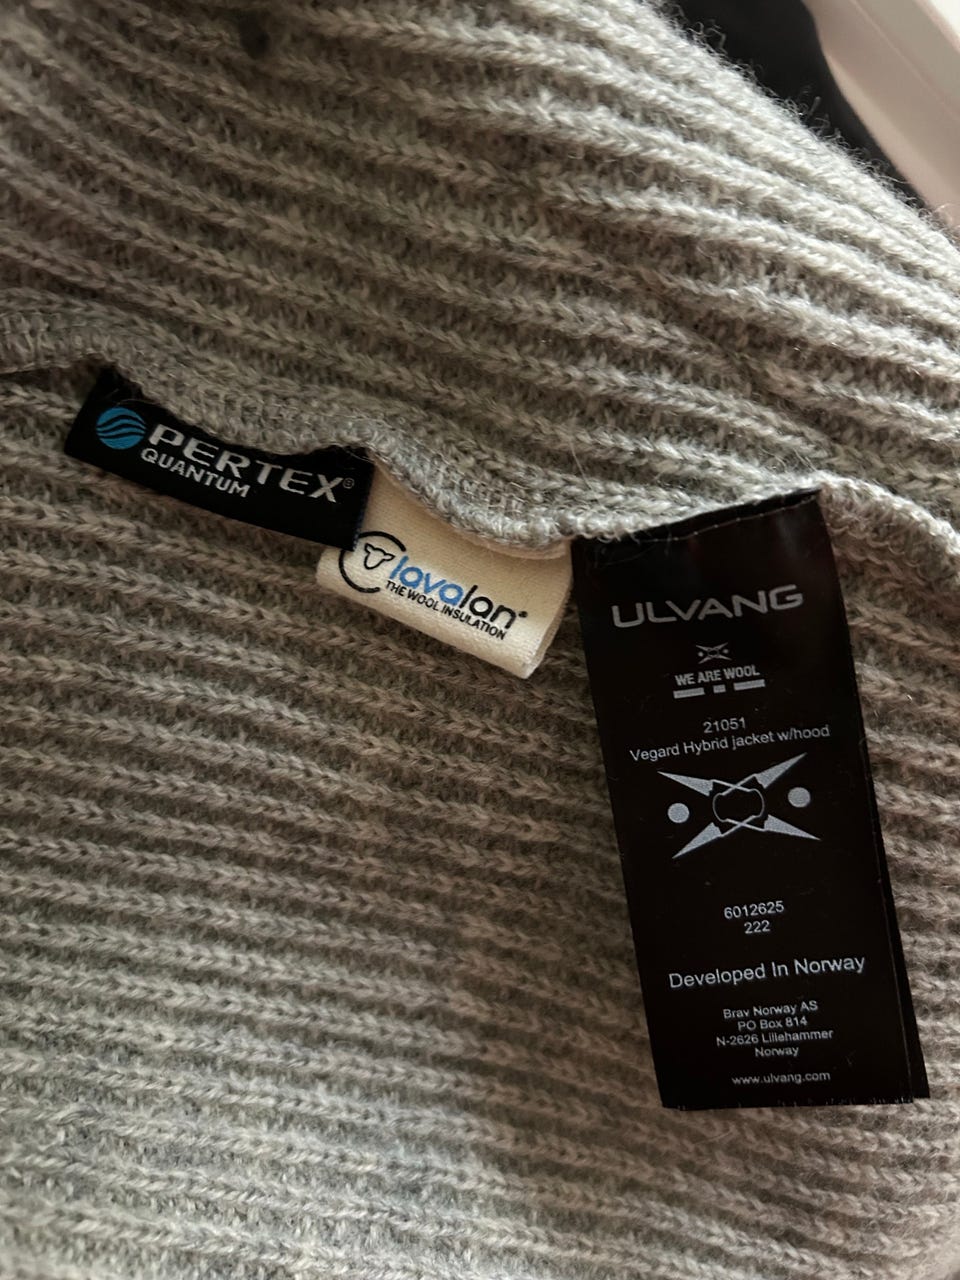 PERTEX®
QUANTUM
lavalan®
THE WOOL INSULATION
ULVANG
WE ARE WOOL
21051
Vegard Hybrid jacket w/hood
6012625
222
Developed In Norway
Brav Norway AS
PO Box 814
N-2626 Lillehammer
Norway
www.ulvang.com